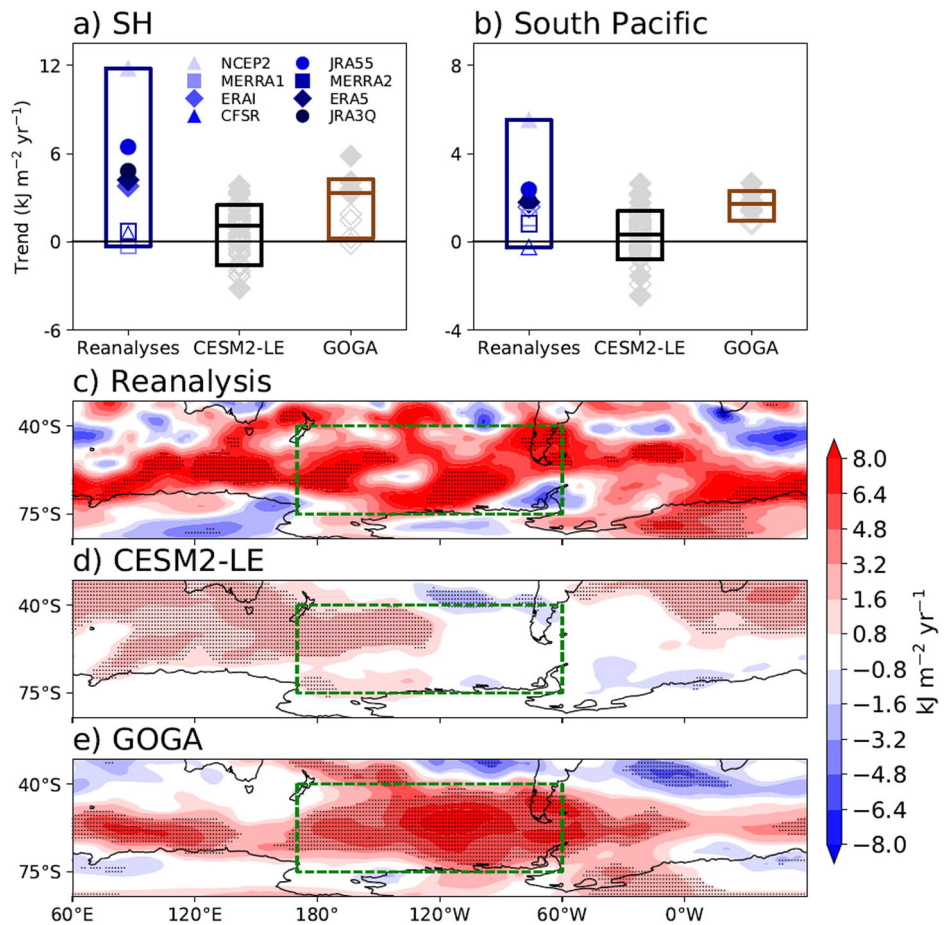 a) SH
b) South Pacific
Trend (kJ m⁻² yr⁻¹)
12
6
0
-6
NCEP2
MERRA1
ERAI
CFSR
JRA55
MERRA2
ERA5
JRA3Q
Reanalyses CESM2-LE GOGA
8
4
0
-4
Reanalyses CESM2-LE GOGA
c) Reanalysis
40°S
75°S
d) CESM2-LE
40°S
75°S
e) GOGA
40°S
75°S
60°E 120°E 180° 120°W 60°W 0°W
8.0
6.4
4.8
3.2
1.6
0.8
-0.8
-1.6
-3.2
-4.8
-6.4
-8.0
kJ m⁻² yr⁻¹